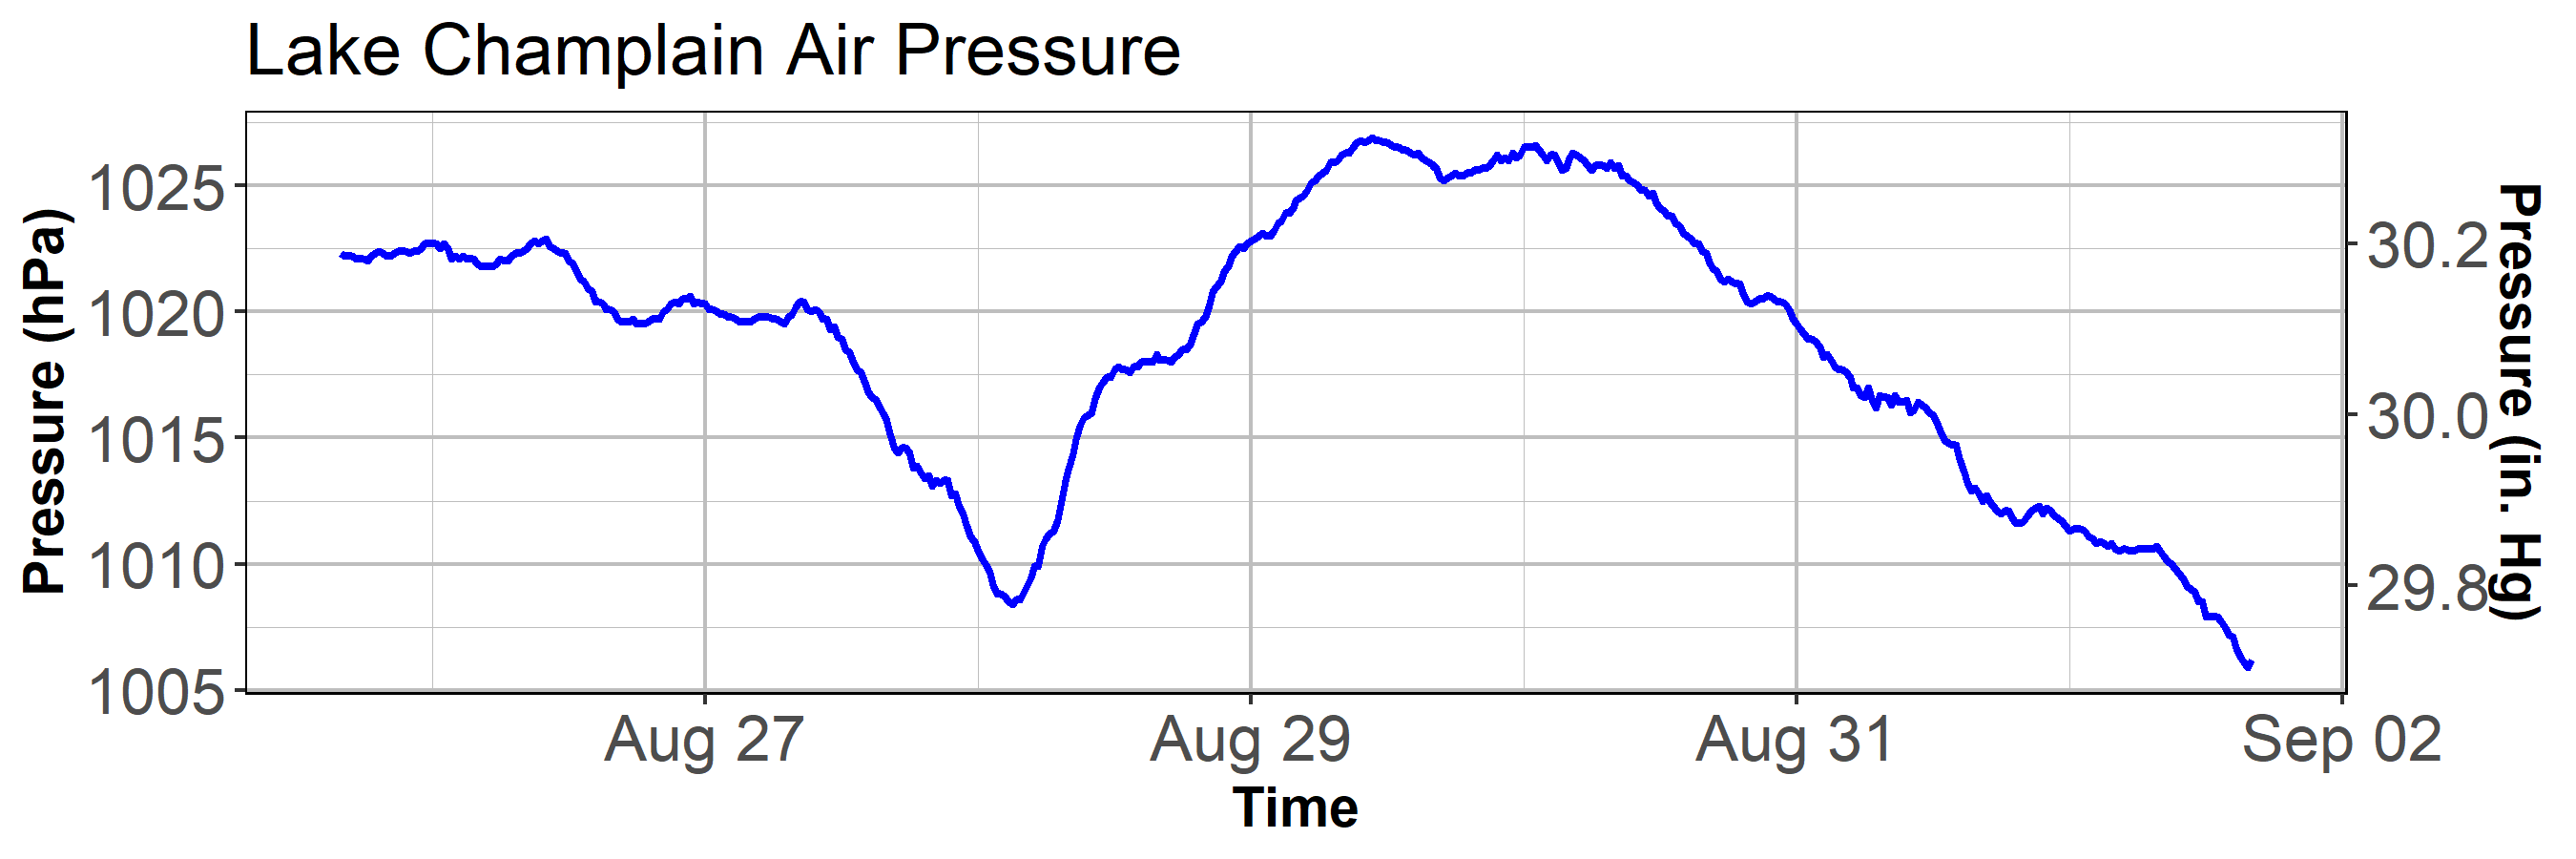 Lake Champlain Air Pressure
Pressure (hPa)
1025
1020
1015
1010
1005
30.2
30.0
29.8
Pressure (in. Hg)
Aug 27
Aug 29
Aug 31
Sep 02
Time